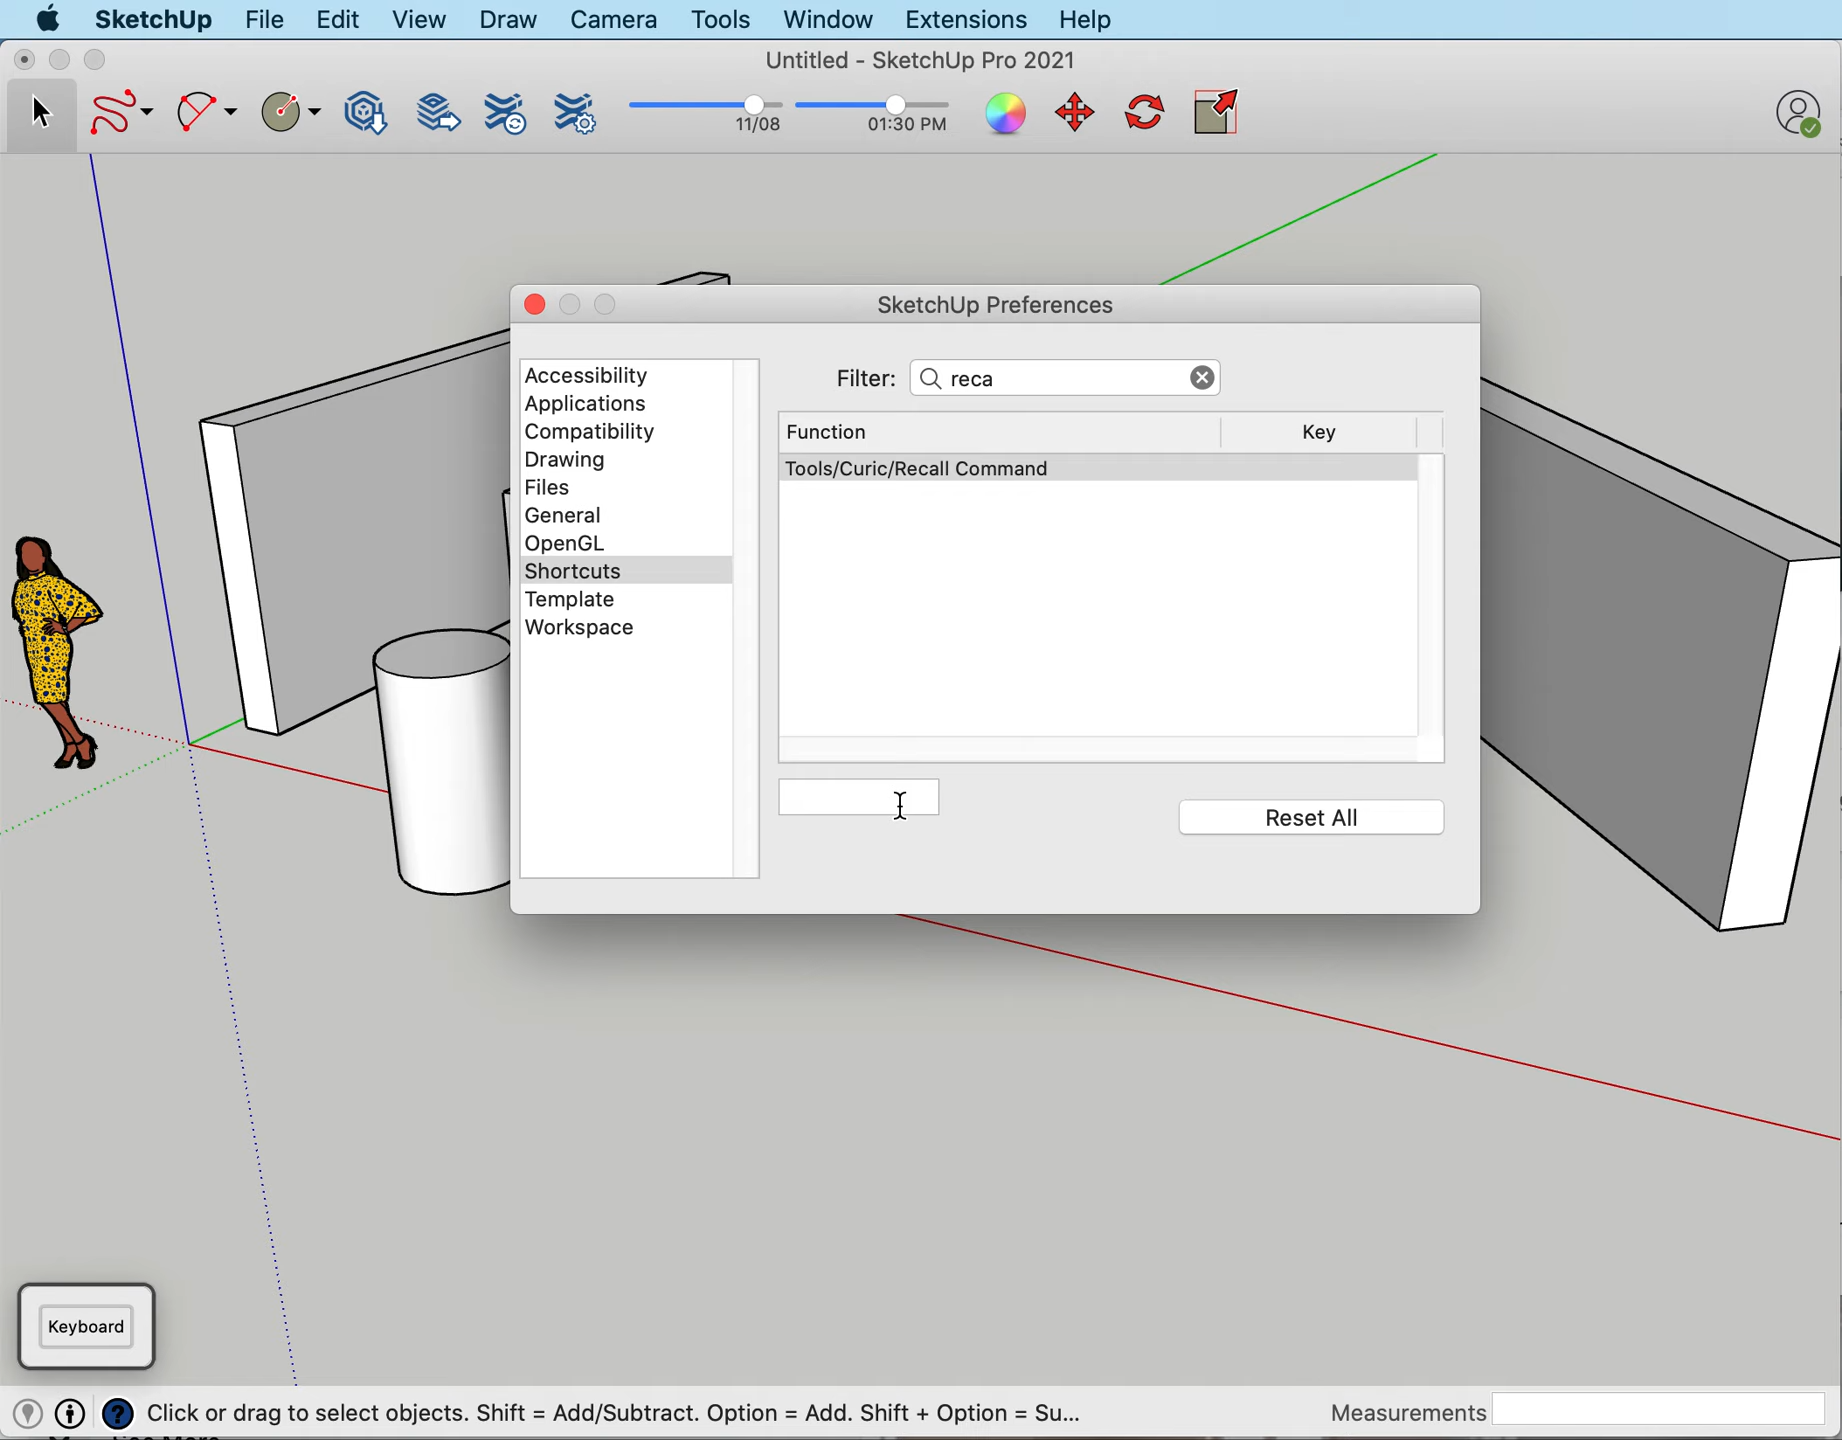 SketchUp File Edit View Draw Camera Tools Window Extensions Help
Untitled - SketchUp Pro 2021
11/08 01:30 PM
SketchUp Preferences
Accessibility
Applications
Compatibility
Drawing
Files
General
OpenGL
Shortcuts
Template
Workspace
Filter: reca
Function Key
Tools/Curic/Recall Command
Reset All
Keyboard
Click or drag to select objects. Shift = Add/Subtract. Option = Add. Shift + Option = Su... Measurements